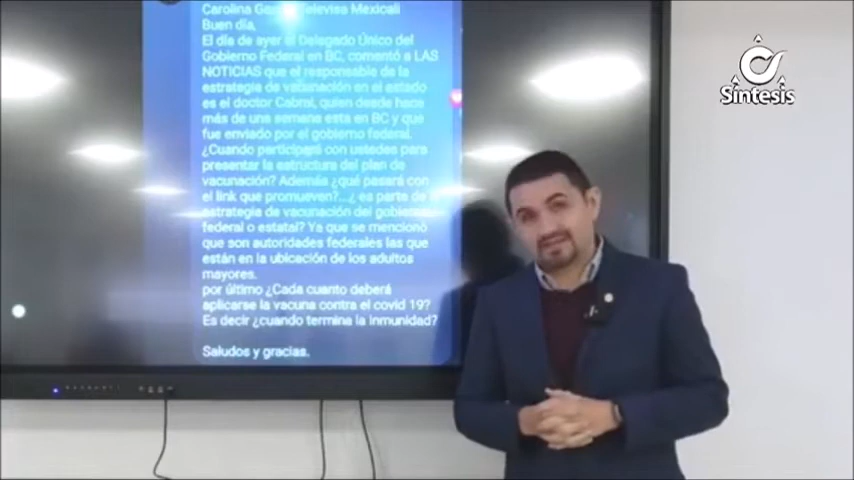 Carolina Televisa Mexicali
Buen día,
El día de ayer el Delegado Único del
Gobierno Federal en BC, comentó a LAS
NOTICIAS que el responsable de la
estrategia de vacunación en el estado
es el doctor Cabral, quien desde hace
más de una semana esta en BC y que
fue enviado por el gobierno federal.
¿Cuando participará con ustedes para
presentar la estructura del plan de
vacunación? Además ¿qué pasará con
el link que promueven?...¿ es parte de la
estrategia de vacunación del gobierno
federal o estatal? Ya que se mencionó
que son autoridades federales las que
están en la ubicación de los adultos
mayores.
por último ¿Cada cuanto deberá
aplicarse la vacuna contra el covid 19?
Es decir ¿cuando termina la inmunidad?
Saludos y gracias.
Síntesis